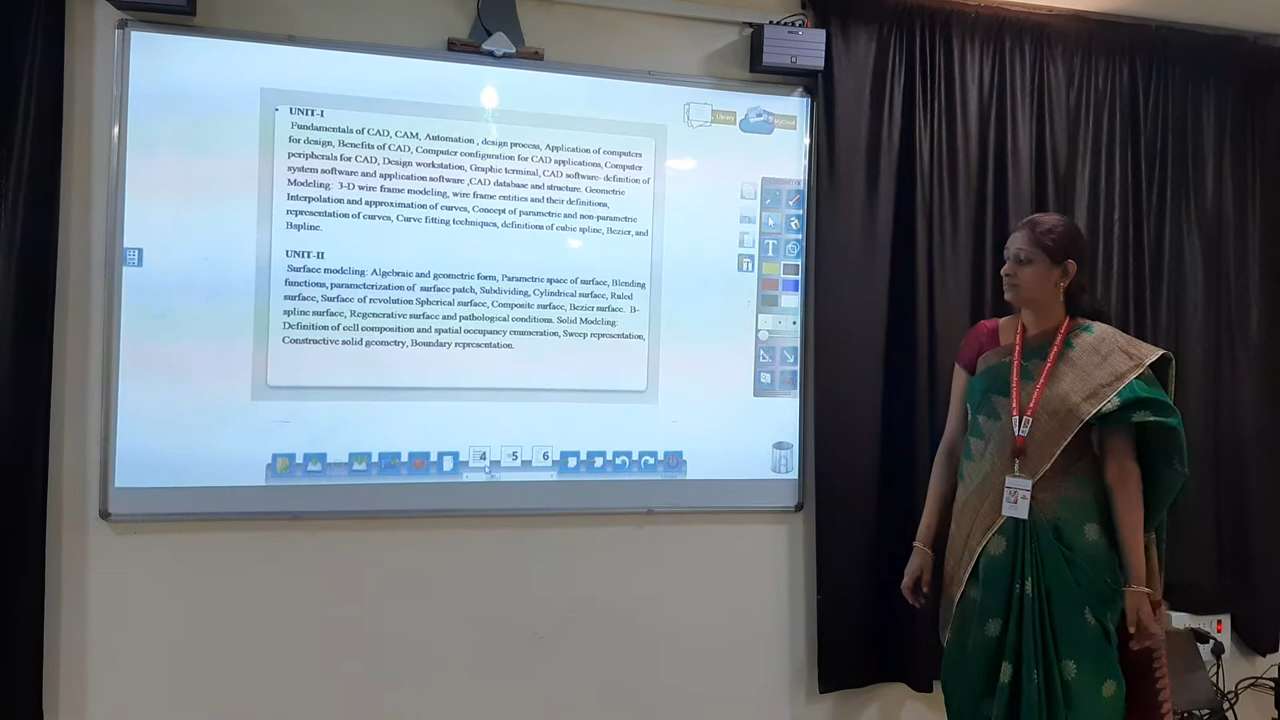 UNIT-I
Fundamentals of CAD, CAM, Automation , design process, Application of computers
for design, Benefits of CAD, Computer configuration for CAD applications, Computer
peripherals for CAD, Design workstation, Graphic terminal, CAD software- definition of
system software and application software ,CAD database and structure. Geometric
Modeling: 3-D wire frame modeling, wire frame entities and their definitions,
Interpolation and approximation of curves, Concept of parametric and non-parametric
representation of curves, Curve fitting techniques, definitions of cubic spline, Bezier, and
Bspline.
UNIT-II
Surface modeling: Algebraic and geometric form, Parametric space of surface, Blending
functions, parameterization of surface patch, Subdividing, Cylindrical surface, Ruled
surface, Surface of revolution Spherical surface, Composite surface, Bezier surface. B-
spline surface, Regenerative surface and pathological conditions. Solid Modeling:
Definition of cell composition and spatial occupancy enumeration, Sweep representation,
Constructive solid geometry, Boundary representation.
Library
T
4 5 6
St. Martin's Engineering College